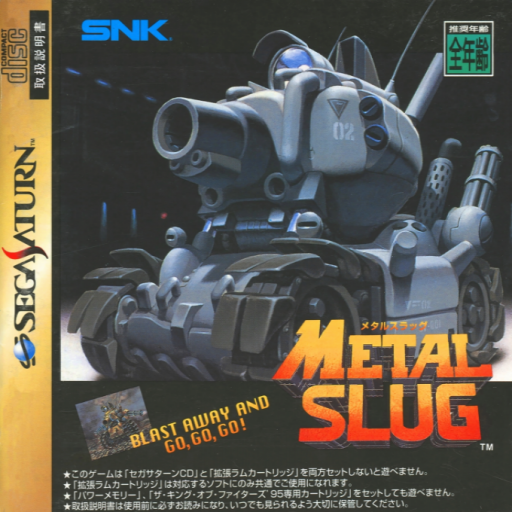 COMPACT
disc
取扱説明書
SEGA SATURN™
SNK®
推奨年齢
全年齢
02
メタルスラッグ
METAL
SLUG
™
BLAST AWAY AND
GO, GO, GO!
★このゲームは「セガサターンCD」と「拡張ラムカートリッジ」を両方セットしないと遊べません。
★「拡張ラムカートリッジ」は対応するソフトにのみ共通でご使用になれます。
★「パワーメモリー」、「ザ・キング・オブ・ファイターズ'95専用カートリッジ」をセットしても遊べません。
★取扱説明書は使用前に必ずお読みになり、いつでも見られるよう大切に保管してください。